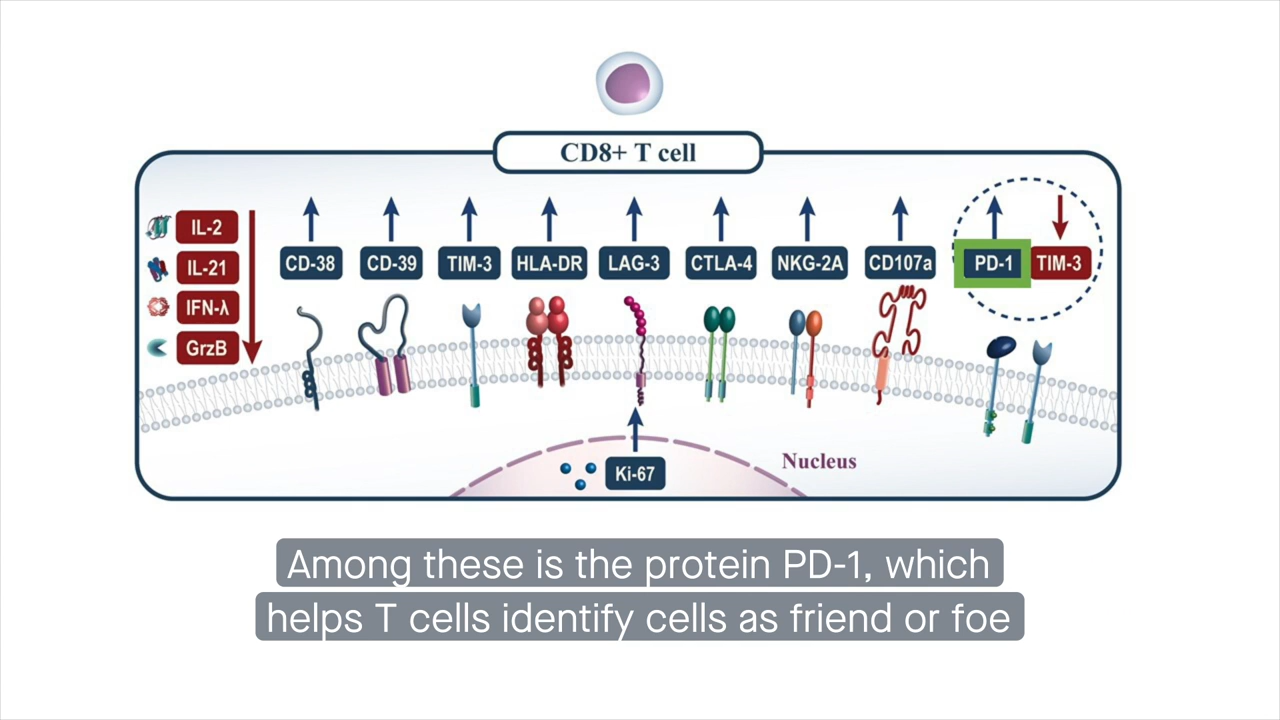 CD8+ T cell
IL-2
IL-21
IFN-λ
GrzB
CD-38
CD-39
TIM-3
HLA-DR
LAG-3
CTLA-4
NKG-2A
CD107a
PD-1
TIM-3
Nucleus
Ki-67
Among these is the protein PD-1, which
helps T cells identify cells as friend or foe